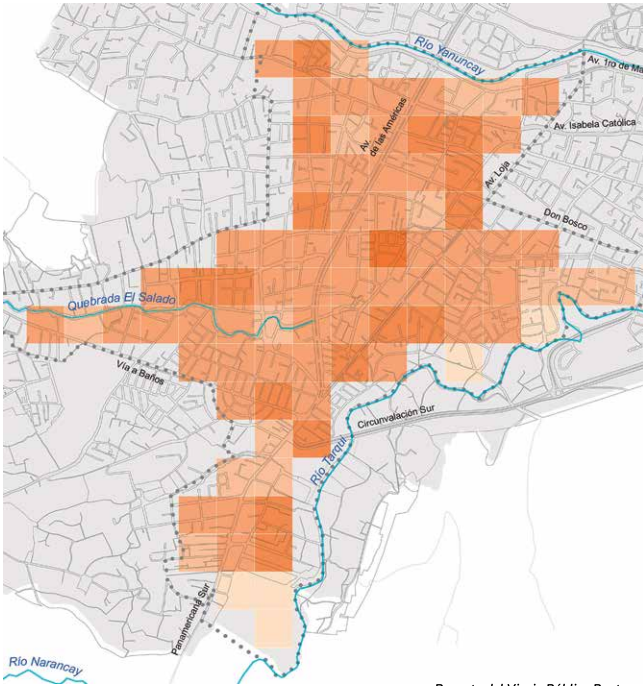 Río Yanuncay
Av. 1ro de Ma
Av.
de las Américas
Av. Isabela Católica
Av. Loja
Don Bosco
Quebrada El Salado
Vía a Baños
Circunvalación Sur
Río Tarqui
Panamericana Sur
Río Narancay